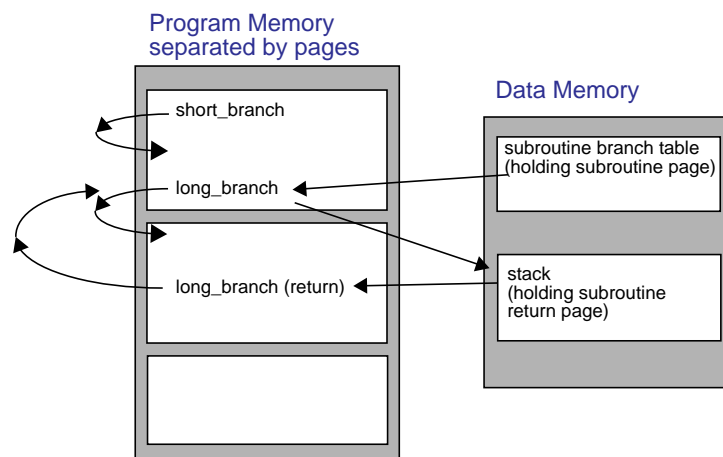 Program Memory
separated by pages
short_branch
long_branch
long_branch (return)
Data Memory
subroutine branch table
(holding subroutine page)
stack
(holding subroutine
return page)